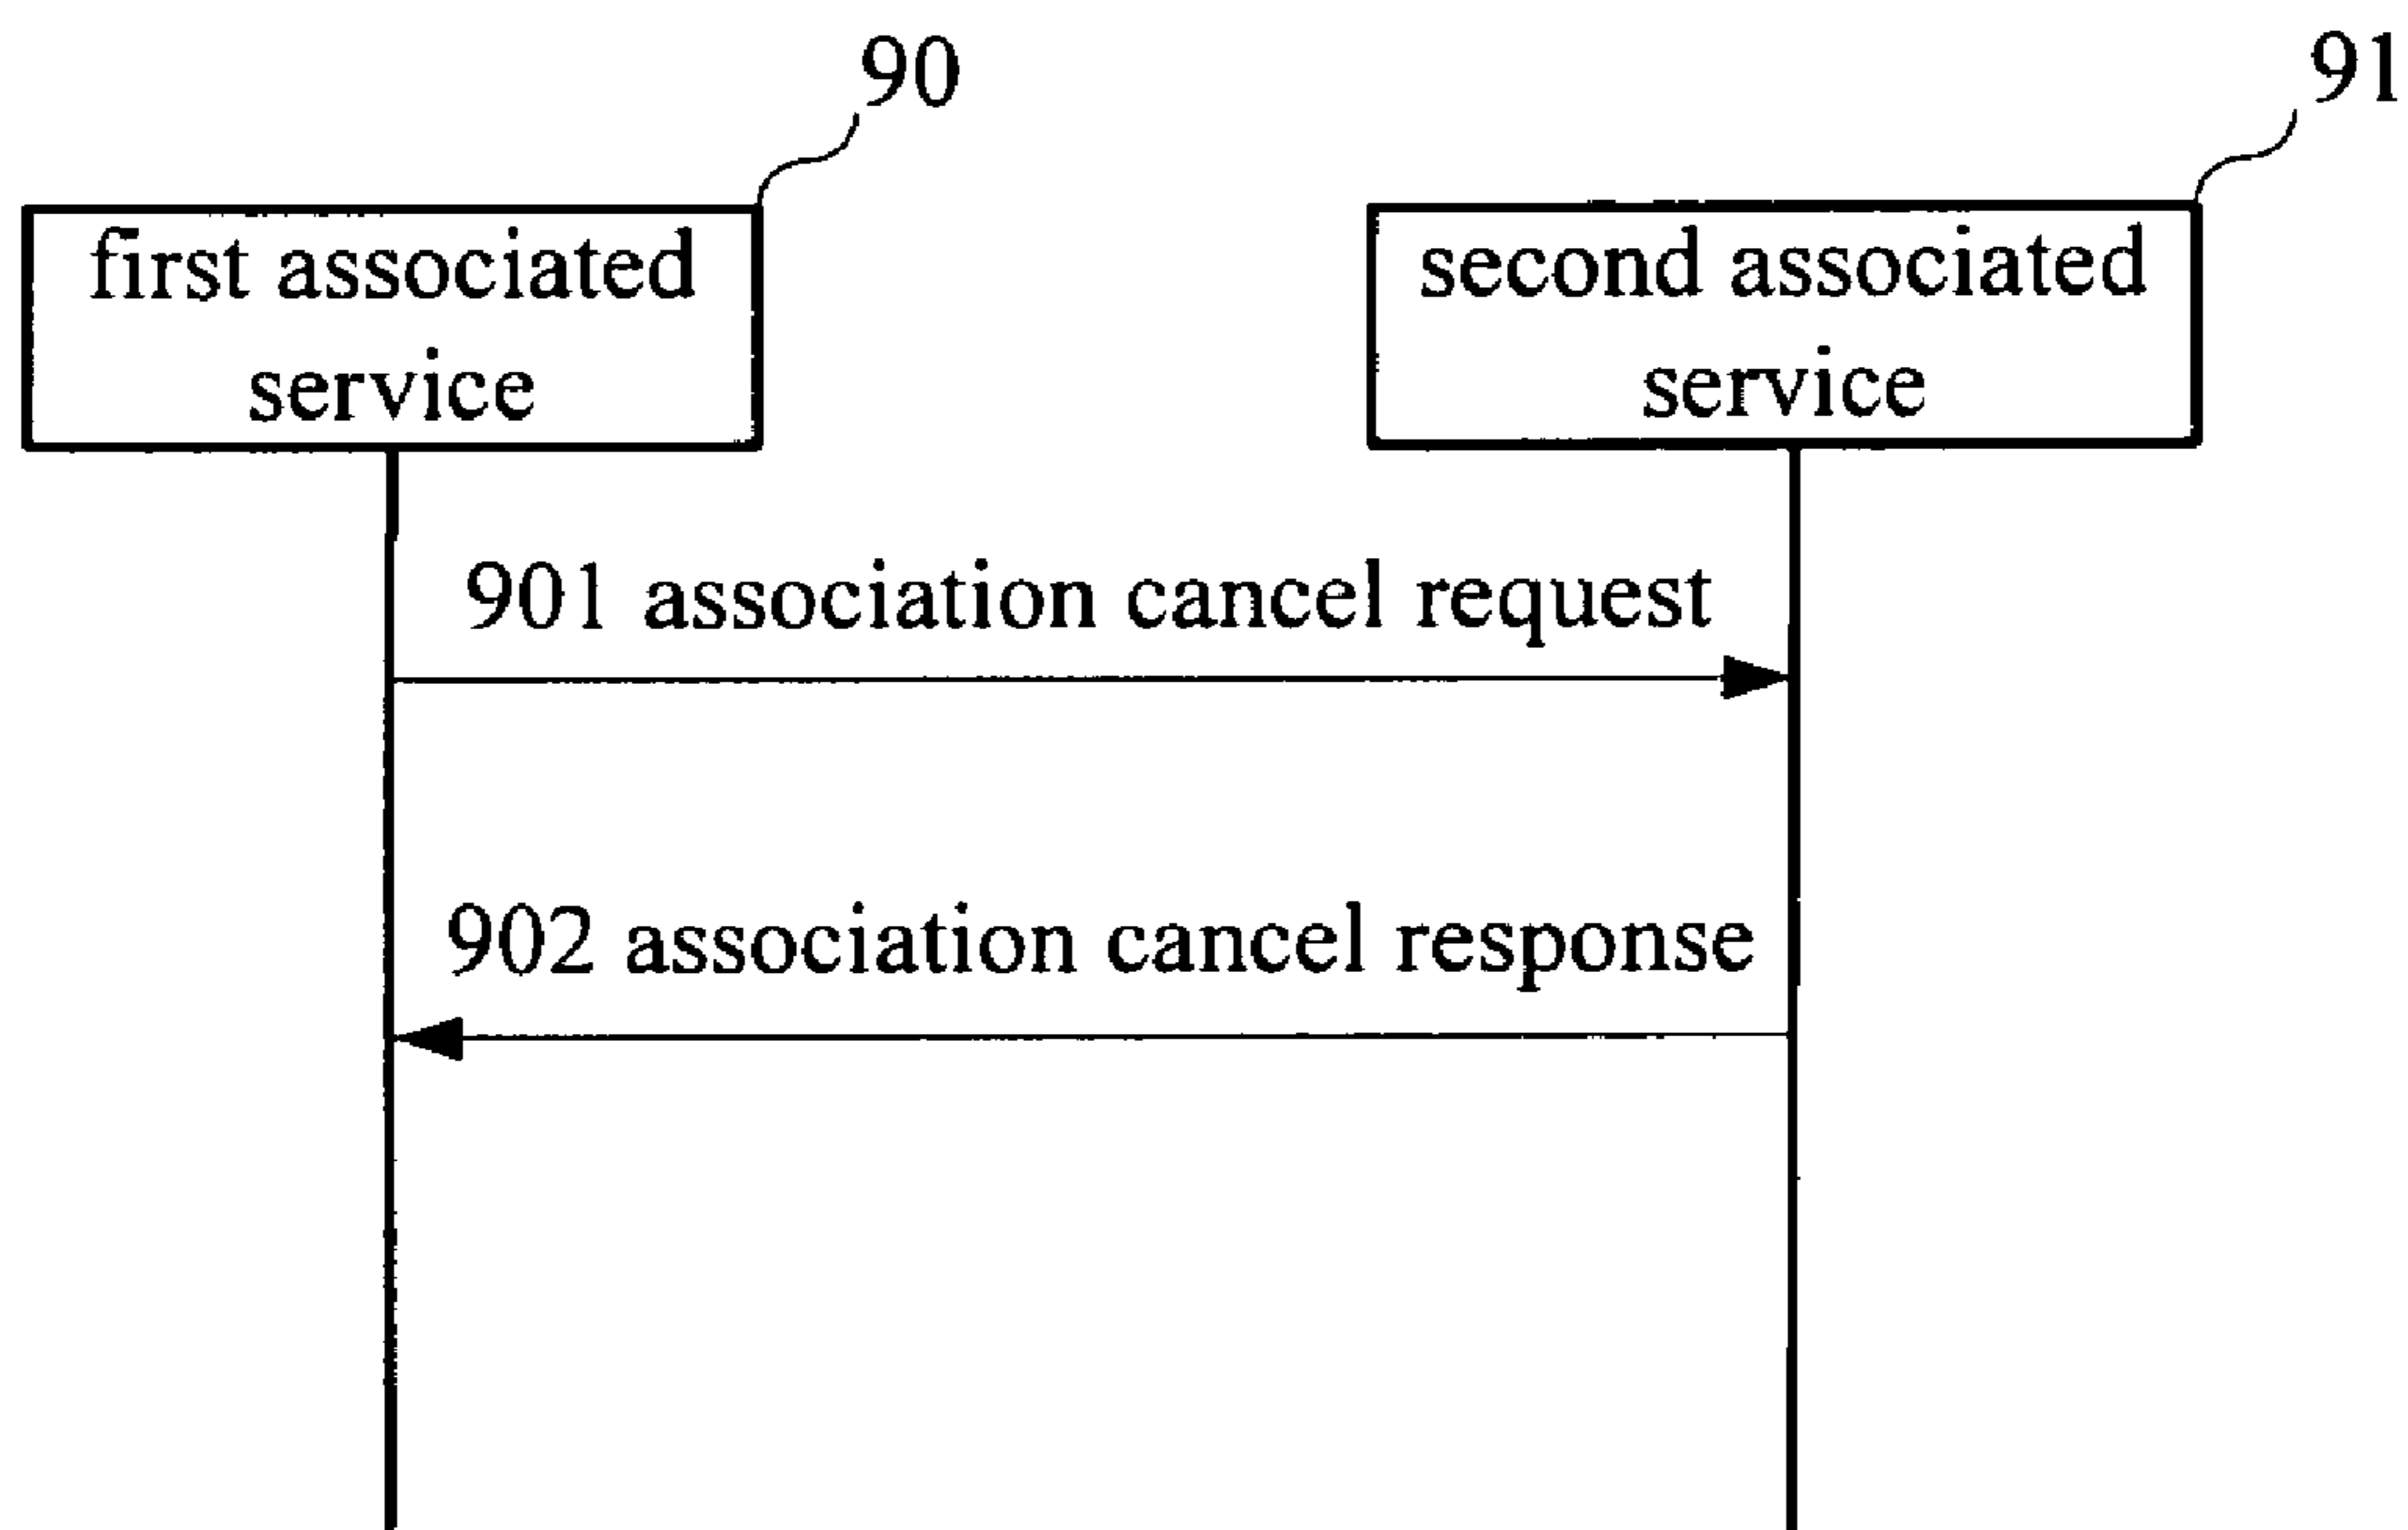 90
91
first associated
service
second associated
service
901 association cancel request
902 association cancel response